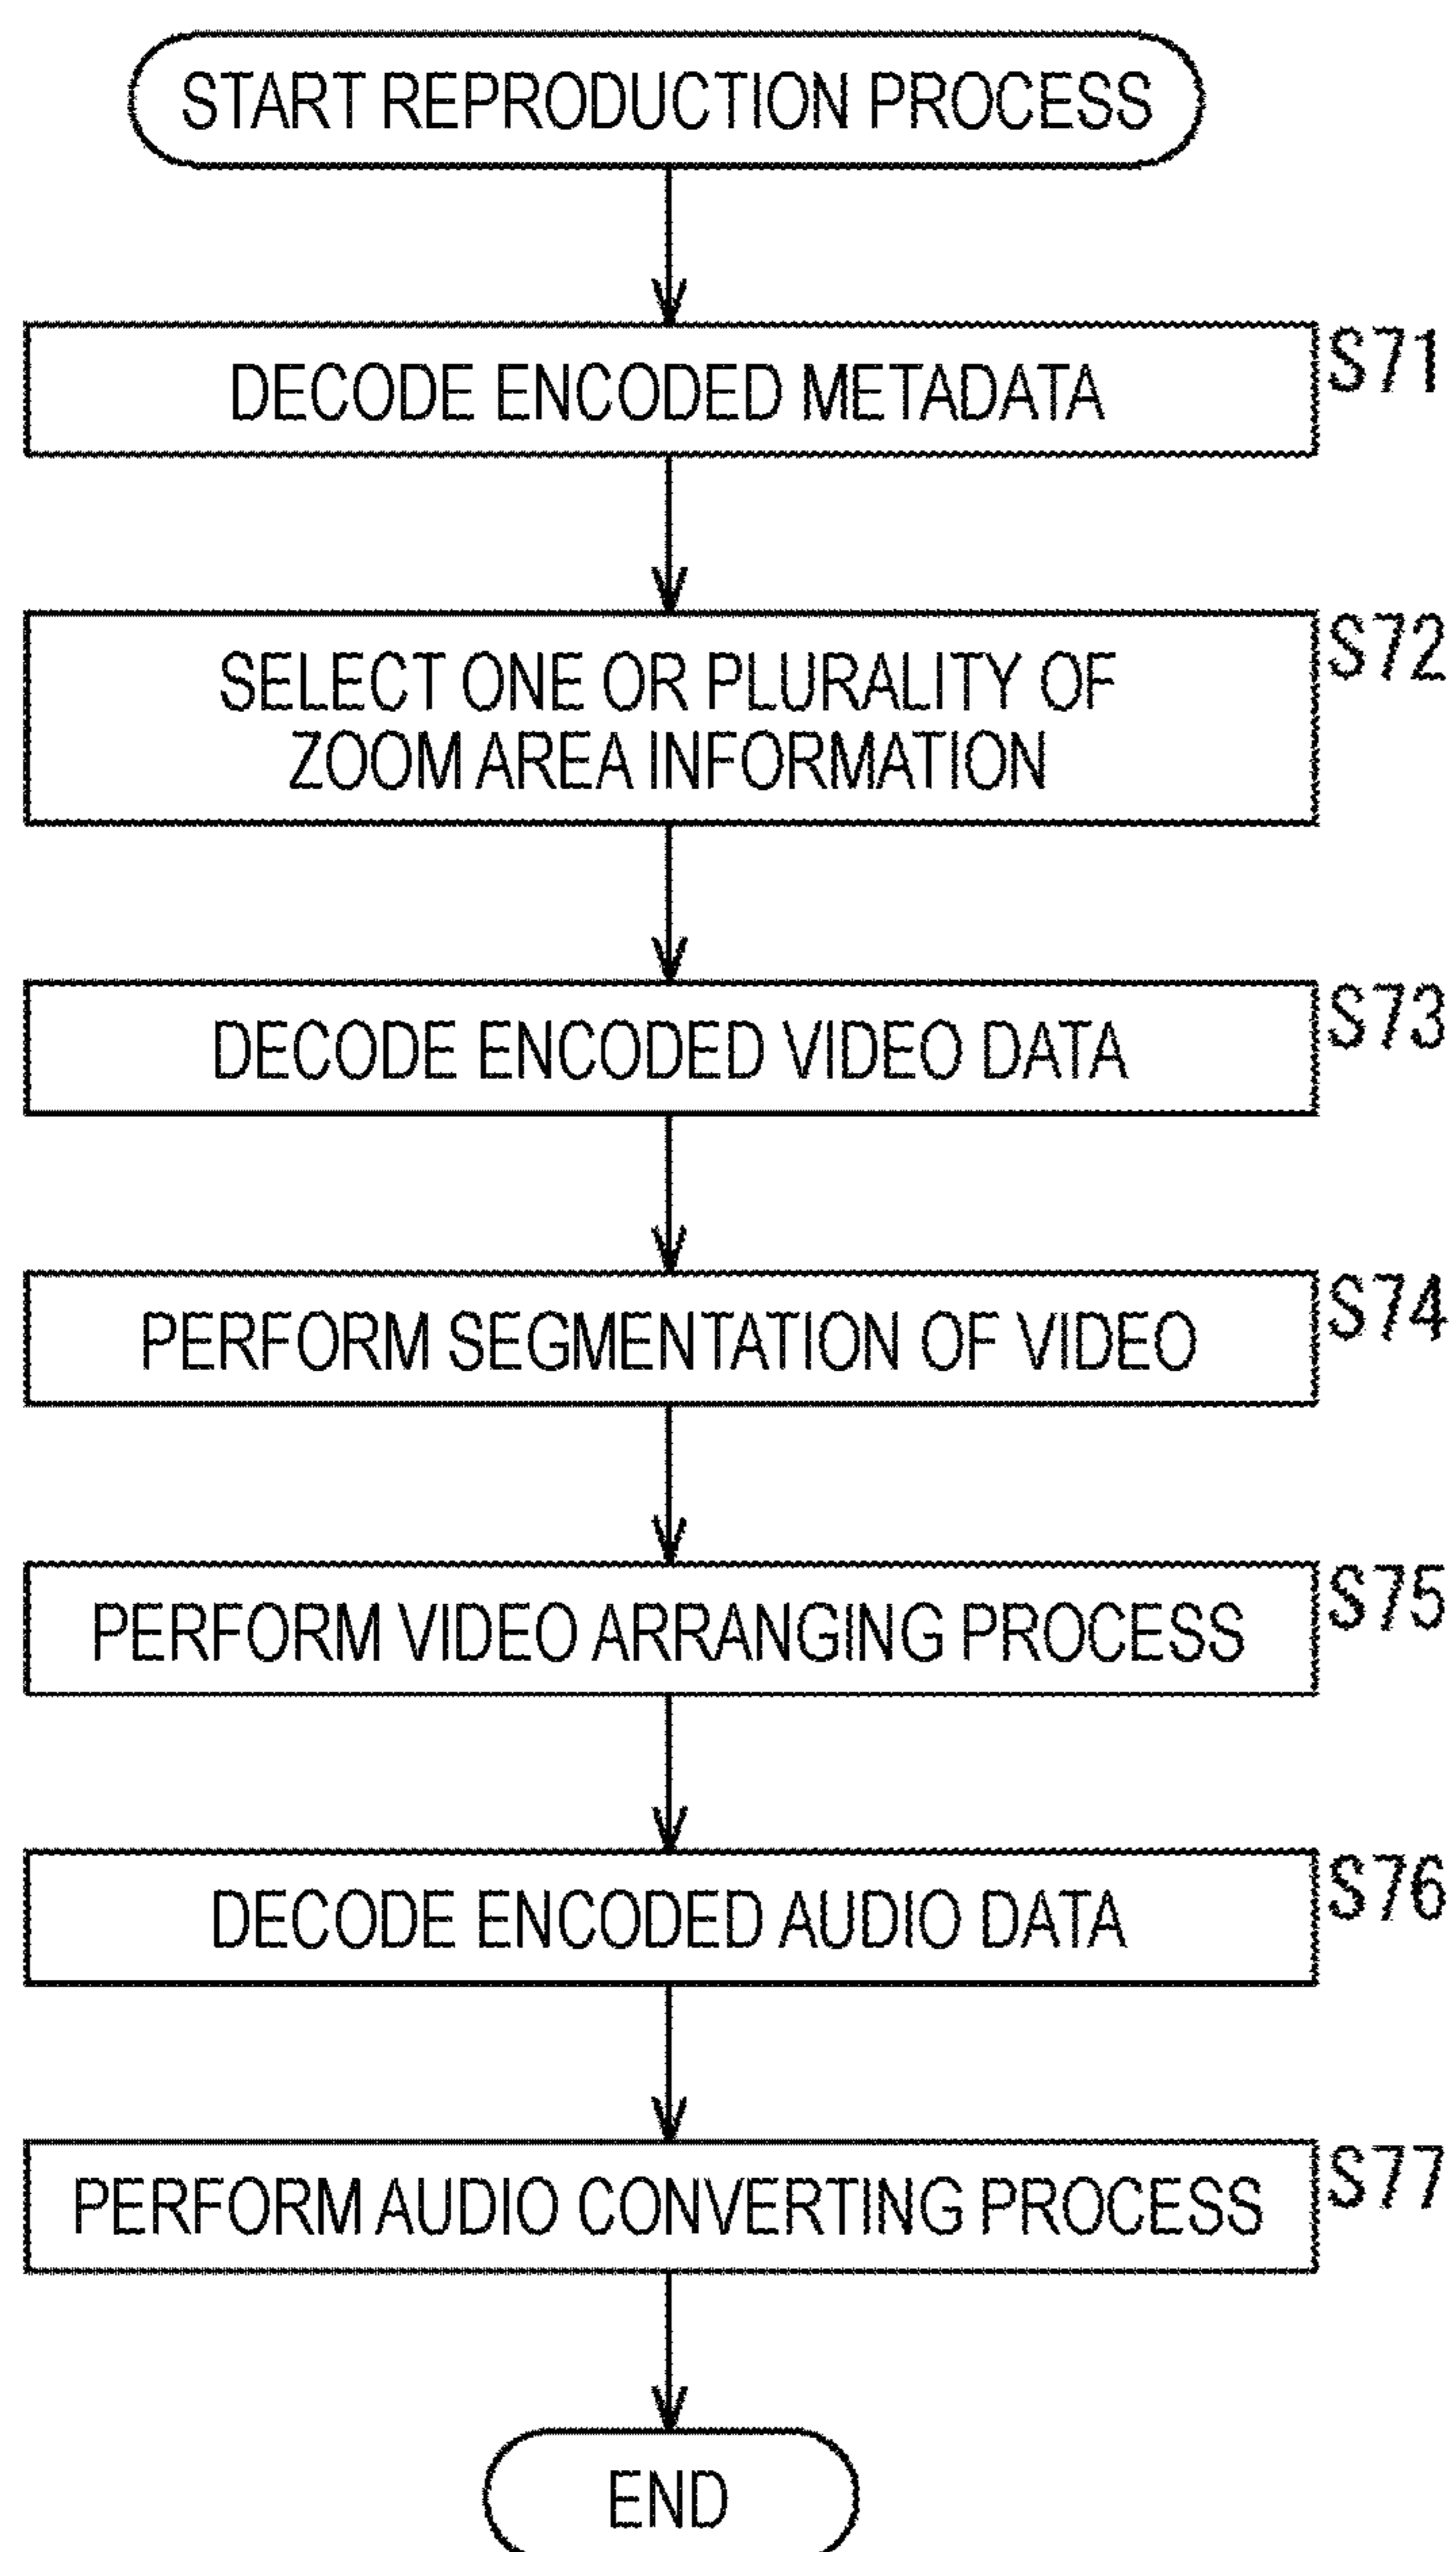 START REPRODUCTION PROCESS
DECODE ENCODED METADATA
S71
SELECT ONE OR PLURALITY OF
ZOOM AREA INFORMATION
S72
DECODE ENCODED VIDEO DATA
S73
PERFORM SEGMENTATION OF VIDEO
S74
PERFORM VIDEO ARRANGING PROCESS
S75
DECODE ENCODED AUDIO DATA
S76
PERFORM AUDIO CONVERTING PROCESS
S77
END